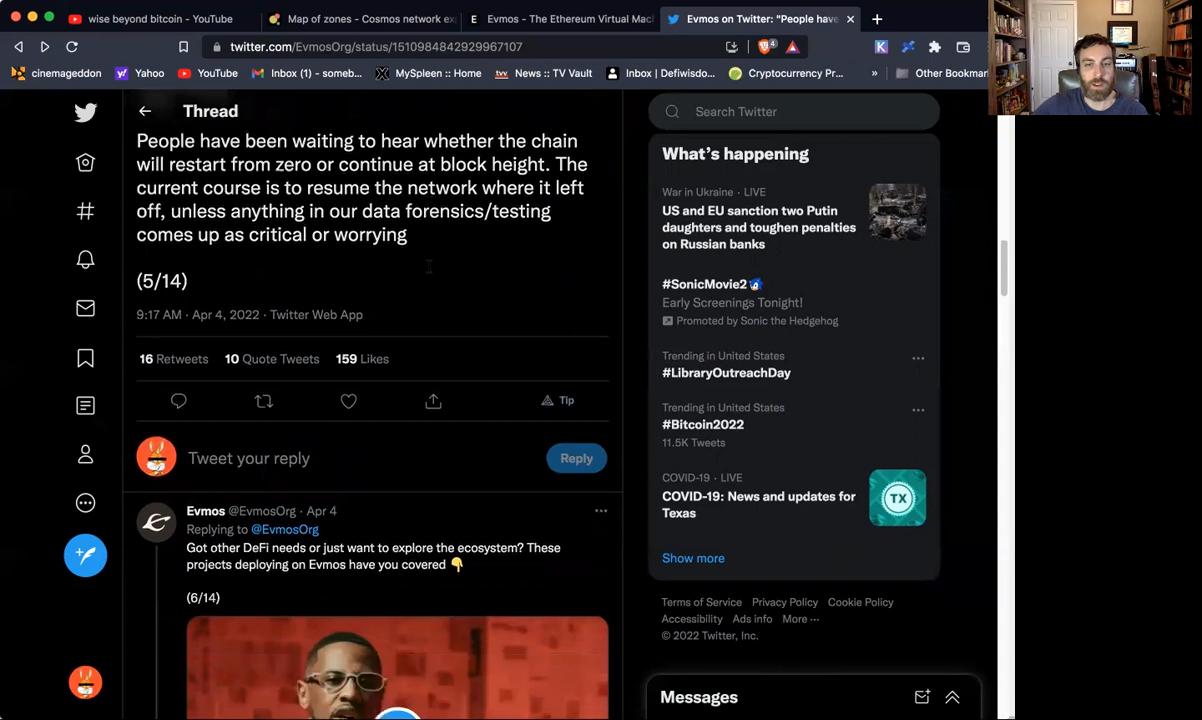 wise beyond bitcoin - YouTube
Map of zones - Cosmos network ex
Evmos - The Ethereum Virtual Mac
Evmos on Twitter: "People have
twitter.com/EvmosOrg/status/1510984842929967107
4
K
cinemageddon
Yahoo
YouTube
Inbox (1) - someb...
MySpleen :: Home
News :: TV Vault
Inbox | Defiwisdo...
Cryptocurrency Pr...
»
Other Bookmar
Thread
Search Twitter
People have been waiting to hear whether the chain
will restart from zero or continue at block height. The
current course is to resume the network where it left
off, unless anything in our data forensics/testing
comes up as critical or worrying
(5/14)
9:17 AM · Apr 4, 2022 · Twitter Web App
16 Retweets 10 Quote Tweets 159 Likes
Tip
Tweet your reply
Reply
Evmos @EvmosOrg · Apr 4
Replying to @EvmosOrg
Got other DeFi needs or just want to explore the ecosystem? These
projects deploying on Evmos have you covered 👇
(6/14)
What's happening
War in Ukraine · LIVE
US and EU sanction two Putin
daughters and toughen penalties
on Russian banks
#SonicMovie2
Early Screenings Tonight!
Promoted by Sonic the Hedgehog
Trending in United States
#LibraryOutreachDay
Trending in United States
#Bitcoin2022
11.5K Tweets
COVID-19 · LIVE
COVID-19: News and updates for
Texas
TX
Show more
Terms of Service Privacy Policy Cookie Policy
Accessibility Ads info More ···
© 2022 Twitter, Inc.
Messages